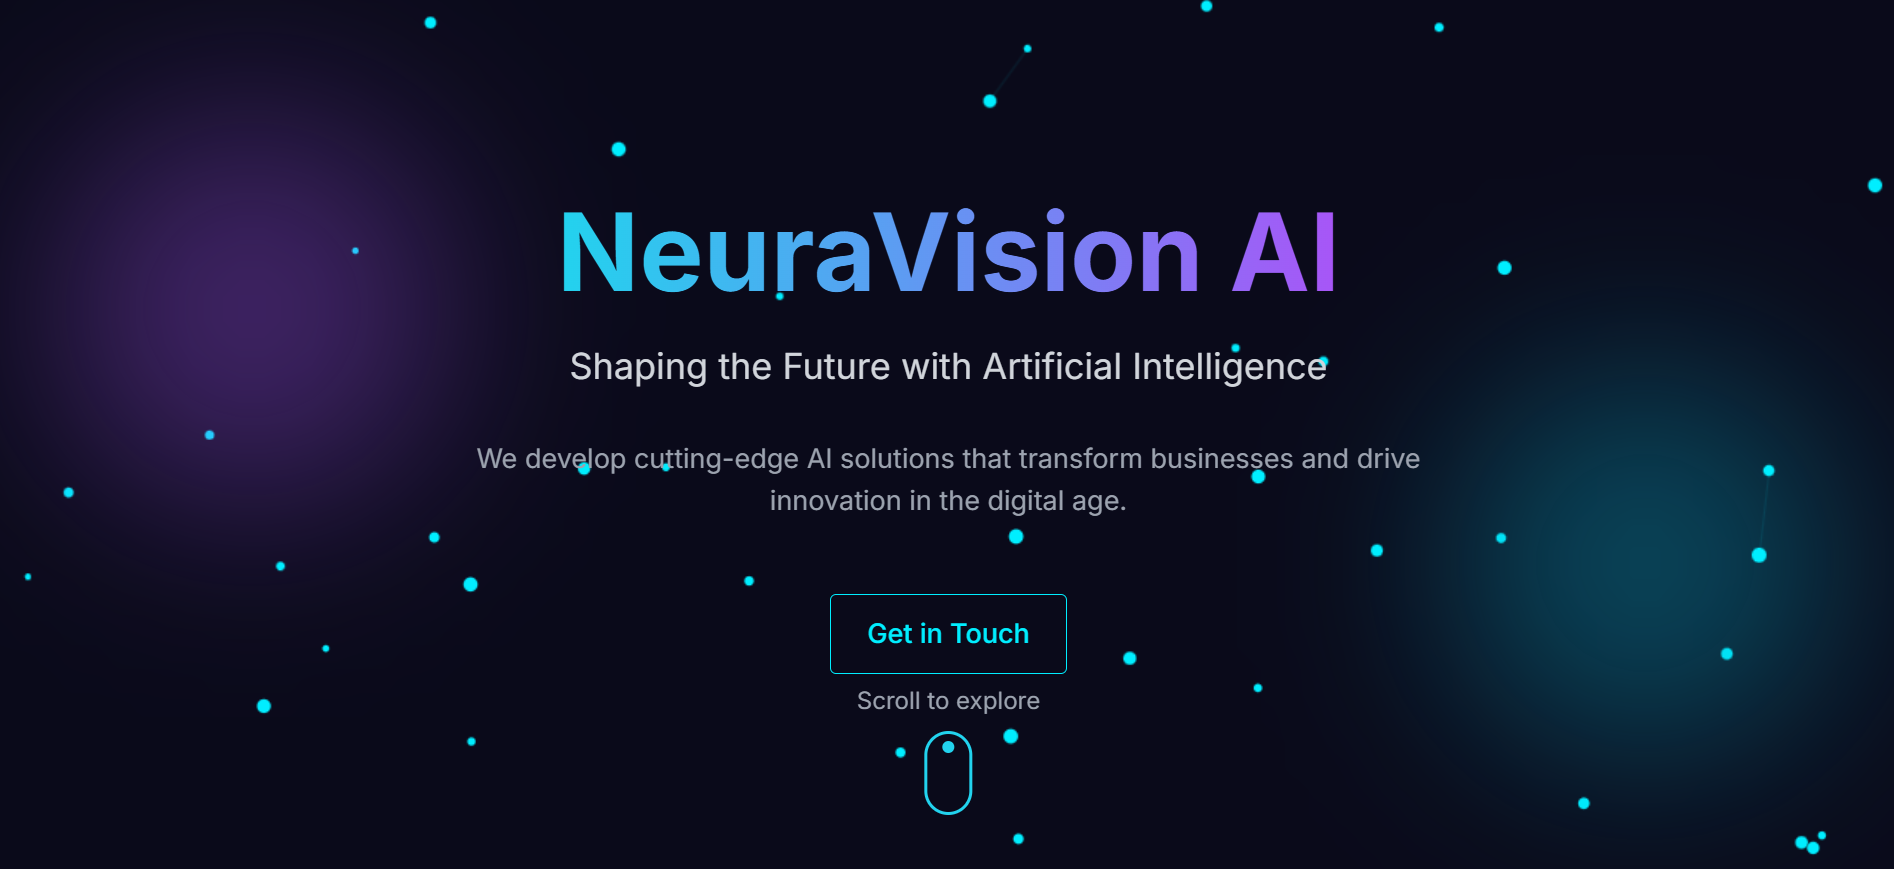 NeuraVision AI
Shaping the Future with Artificial Intelligence
We develop cutting-edge AI solutions that transform businesses and drive
innovation in the digital age.
Get in Touch
Scroll to explore